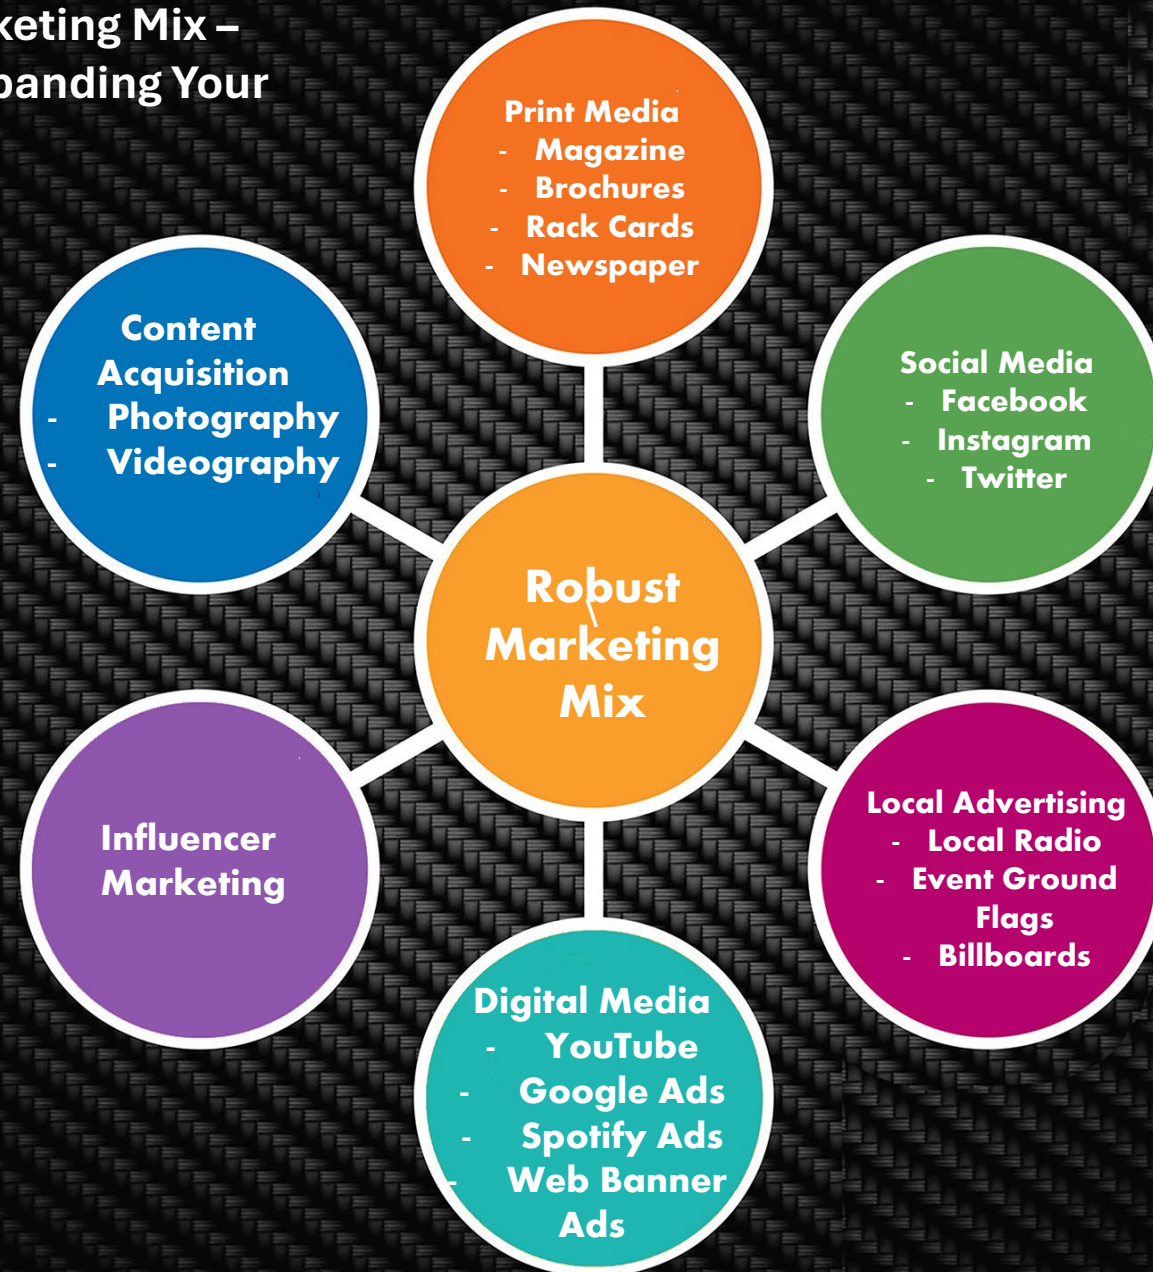 keting Mix –
panding Your
Print Media
- Magazine
- Brochures
- Rack Cards
- Newspaper
Content
Acquisition
- Photography
- Videography
Social Media
- Facebook
- Instagram
- Twitter
Robust
\
Marketing
Mix
Influencer
Marketing
Local Advertising
- Local Radio
- Event Ground
Flags
- Billboards
Digital Media
- YouTube
- Google Ads
- Spotify Ads
- Web Banner
Ads